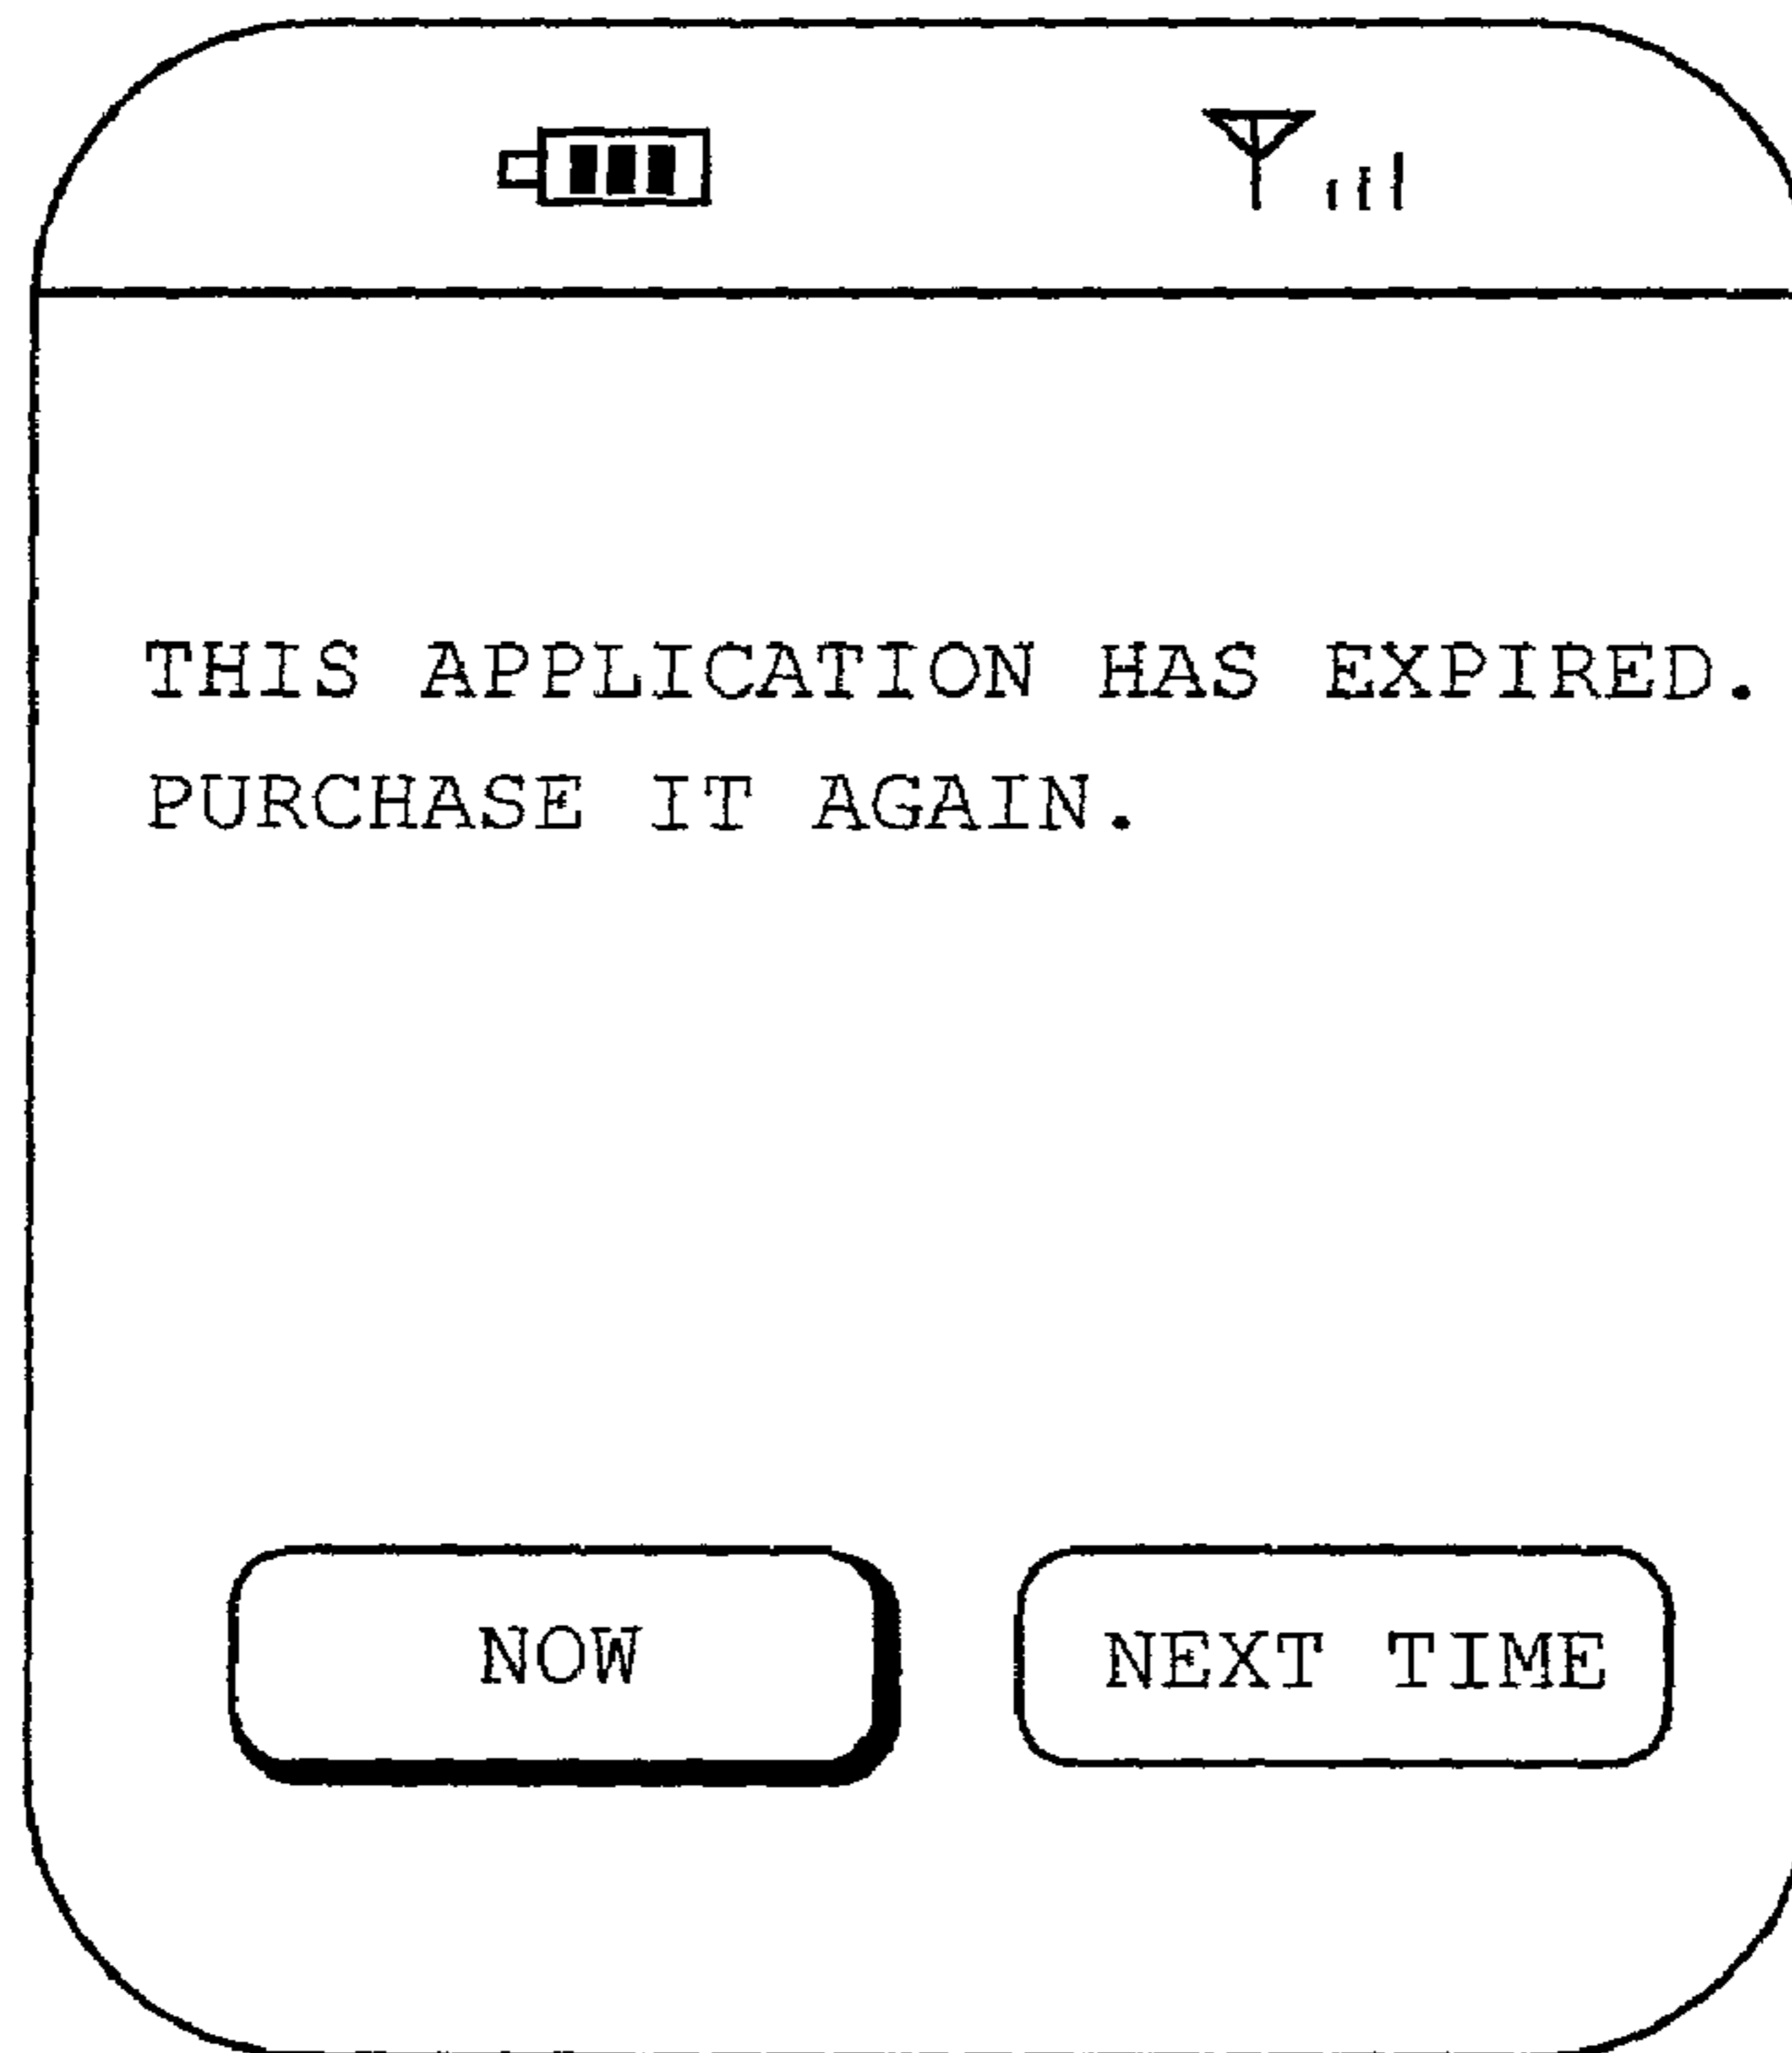 THIS APPLICATION HAS EXPIRED.
PURCHASE IT AGAIN.
NOW
NEXT TIME